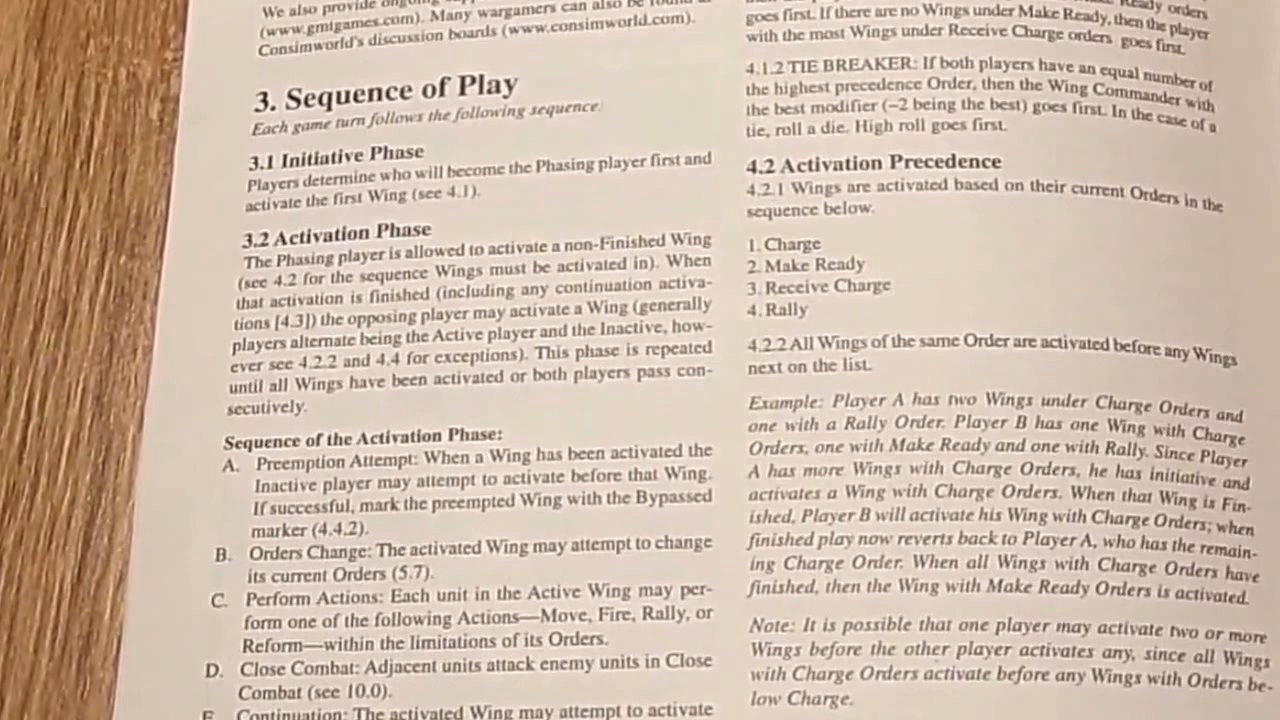 We also provide
(www.gmtgames.com). Many wargamers can also be found
Consimworld's discussion boards (www.consimworld.com).
3. Sequence of Play
Each game turn follows the following sequence:
3.1 Initiative Phase
Players determine who will become the Phasing player first and
activate the first Wing (see 4.1).
3.2 Activation Phase
The Phasing player is allowed to activate a non-Finished Wing
(see 4.2 for the sequence Wings must be activated in). When
that activation is finished (including any continuation activa-
tions [4.3]) the opposing player may activate a Wing (generally
players alternate being the Active player and the Inactive, how-
ever see 4.2.2 and 4.4 for exceptions). This phase is repeated
until all Wings have been activated or both players pass con-
secutively.
Sequence of the Activation Phase:
A. Preemption Attempt: When a Wing has been activated the
Inactive player may attempt to activate before that Wing.
If successful, mark the preempted Wing with the Bypassed
marker (4.4.2).
B. Orders Change: The activated Wing may attempt to change
its current Orders (5.7).
C. Perform Actions: Each unit in the Active Wing may per-
form one of the following Actions—Move, Fire, Rally, or
Reform—within the limitations of its Orders.
D. Close Combat: Adjacent units attack enemy units in Close
Combat (see 10.0).
E. Continuation: The activated Wing may attempt to activate
Ready orders
goes first. If there are no Wings under Make Ready, then the player
with the most Wings under Receive Charge orders goes first.
4.1.2 TIE BREAKER: If both players have an equal number of
the highest precedence Order, then the Wing Commander with
the best modifier (–2 being the best) goes first. In the case of a
tie, roll a die. High roll goes first.
4.2 Activation Precedence
4.2.1 Wings are activated based on their current Orders in the
sequence below.
1. Charge
2. Make Ready
3. Receive Charge
4. Rally
4.2.2 All Wings of the same Order are activated before any Wings
next on the list.
Example: Player A has two Wings under Charge Orders and
one with a Rally Order. Player B has one Wing with Charge
Orders, one with Make Ready and one with Rally. Since Player
A has more Wings with Charge Orders, he has initiative and
activates a Wing with Charge Orders. When that Wing is Fin-
ished, Player B will activate his Wing with Charge Orders; when
finished play now reverts back to Player A, who has the remain-
ing Charge Order. When all Wings with Charge Orders have
finished, then the Wing with Make Ready Orders is activated.
Note: It is possible that one player may activate two or more
Wings before the other player activates any, since all Wings
with Charge Orders activate before any Wings with Orders be-
low Charge.